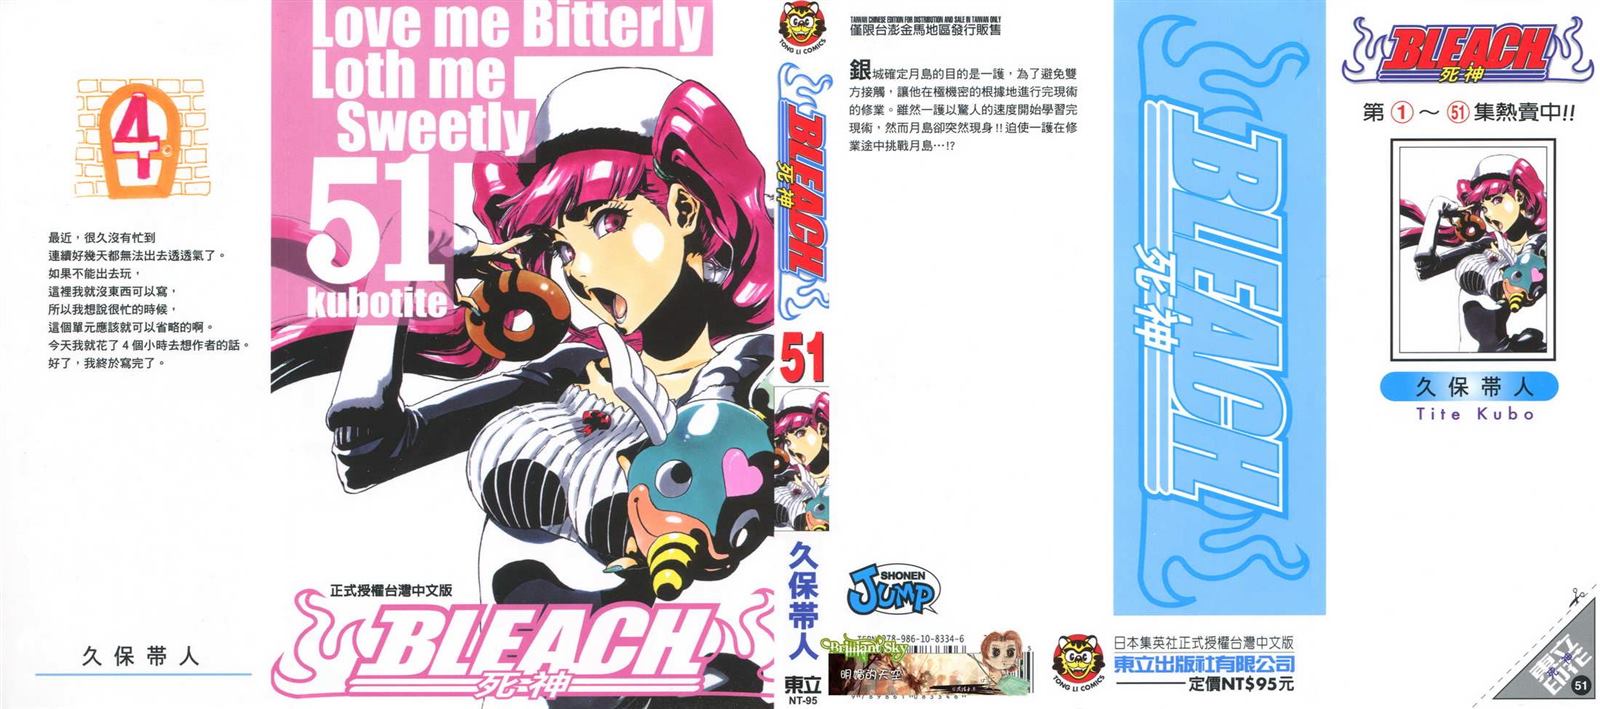 4
最近，很久沒有忙到
連續好幾天都無法出去透透氣了。
如果不能出去玩，
這裡我就沒東西可以寫，
所以我想說很忙的時候，
這個單元應該就可以省略的啊。
今天我就花了4個小時去想作者的話。
好了，我終於寫完了。
久保帯人
Love me Bitterly
Loth me
Sweetly
51
kubotite
正式授權台灣中文版
BLEACH
死神
TONG LI COMICS
BLEACH
死神
51
久保帯人
東立
NT-95
TAIWAN CHINESE EDITION FOR DISTRIBUTION AND SALE IN TAIWAN ONLY
僅限台澎金馬地區發行販售
銀城確定月島的目的是一護，為了避免雙
方接觸，讓他在極機密的根據地進行完現術
的修業。雖然一護以驚人的速度開始學習完
現術，然而月島卻突然現身!!迫使一護在修
業途中挑戰月島…!?
SHONEN
JUMP
ISBN 978-986-10-8334-6
Brilliant Sky
明媚的天空
BLEACH
死神
TONG LI COMICS
日本集英社正式授權台灣中文版
東立出版社有限公司
定價NT$95元
BLEACH
死神
第1～51集熱賣中!!
久保帯人
Tite Kubo
51